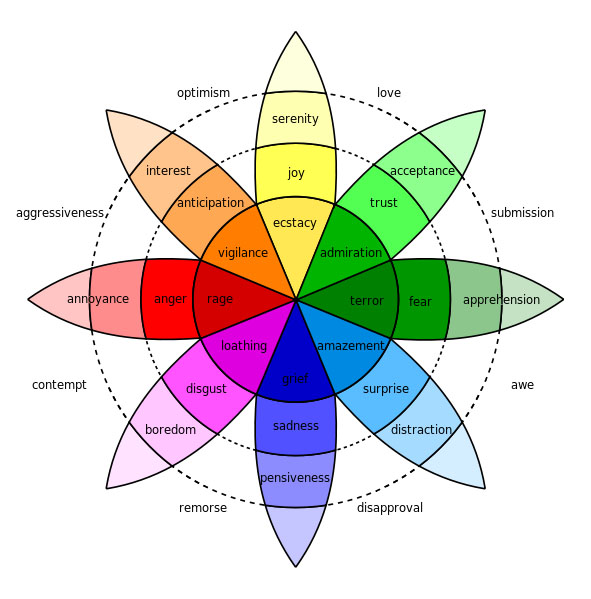 optimism
love
serenity
interest
joy
acceptance
anticipation
trust
aggressiveness
submission
ecstacy
vigilance
admiration
annoyance
anger
rage
terror
fear
apprehension
loathing
amazement
grief
contempt
disgust
surprise
awe
boredom
sadness
distraction
pensiveness
remorse
disapproval